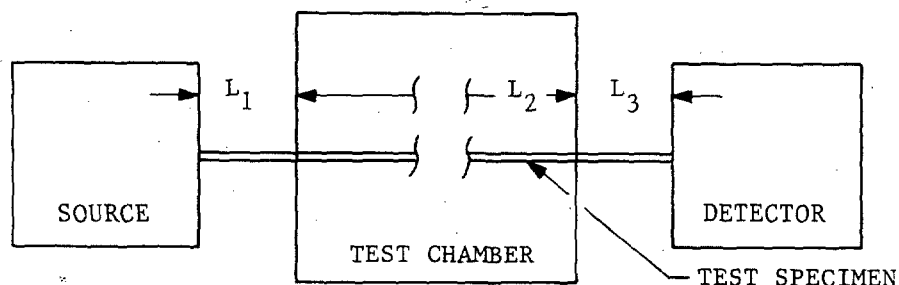 L1
L2
L3
SOURCE
TEST CHAMBER
DETECTOR
TEST SPECIMEN